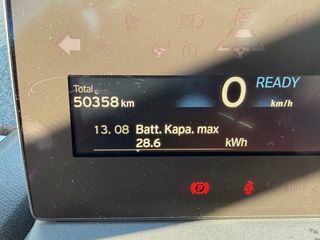 Total
50358 km
0
READY
km/h
13. 08 Batt. Kapa. max
28.6 kWh
P